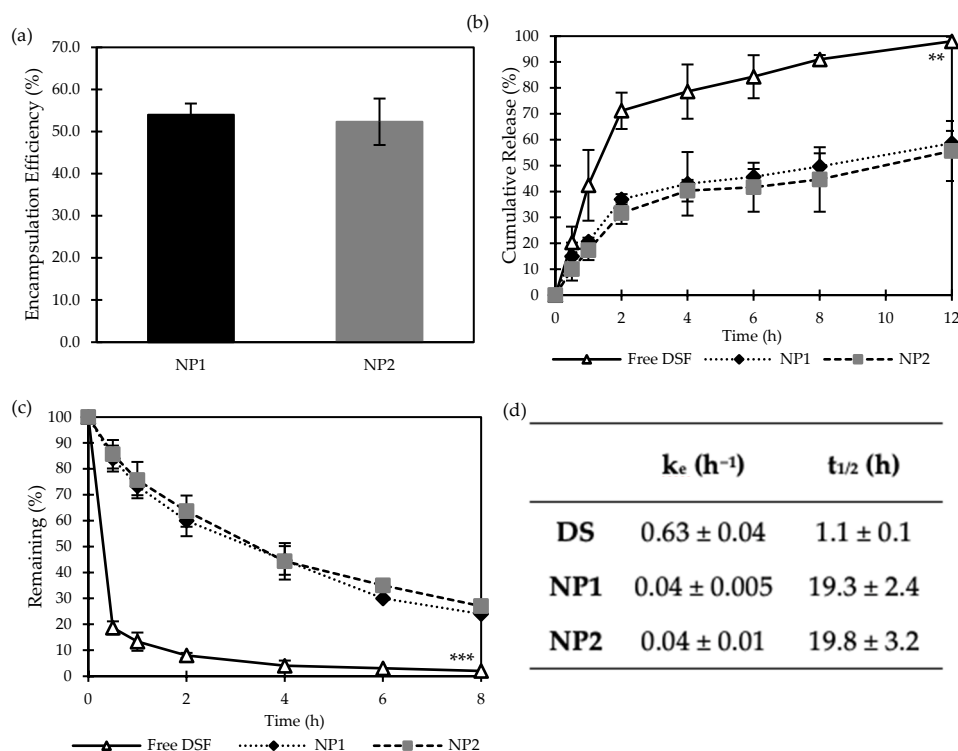 (a)
70.0
60.0
50.0
40.0
30.0
20.0
10.0
0.0
Encampsulation Efficiency (%)
NP1 NP2
(b)
100
90
80
70
60
50
40
30
20
10
0
Cumulative Release (%)
**
0 2 4 6 8 10 12
Time (h)
Free DSF NP1 NP2
(c)
100
90
80
70
60
50
40
30
20
10
0
Remaining (%)
***
0 2 4 6 8
Time (h)
Free DSF NP1 NP2
(d)
kₑ (h⁻¹) t₁/₂ (h)
DS 0.63 ± 0.04 1.1 ± 0.1
NP1 0.04 ± 0.005 19.3 ± 2.4
NP2 0.04 ± 0.01 19.8 ± 3.2